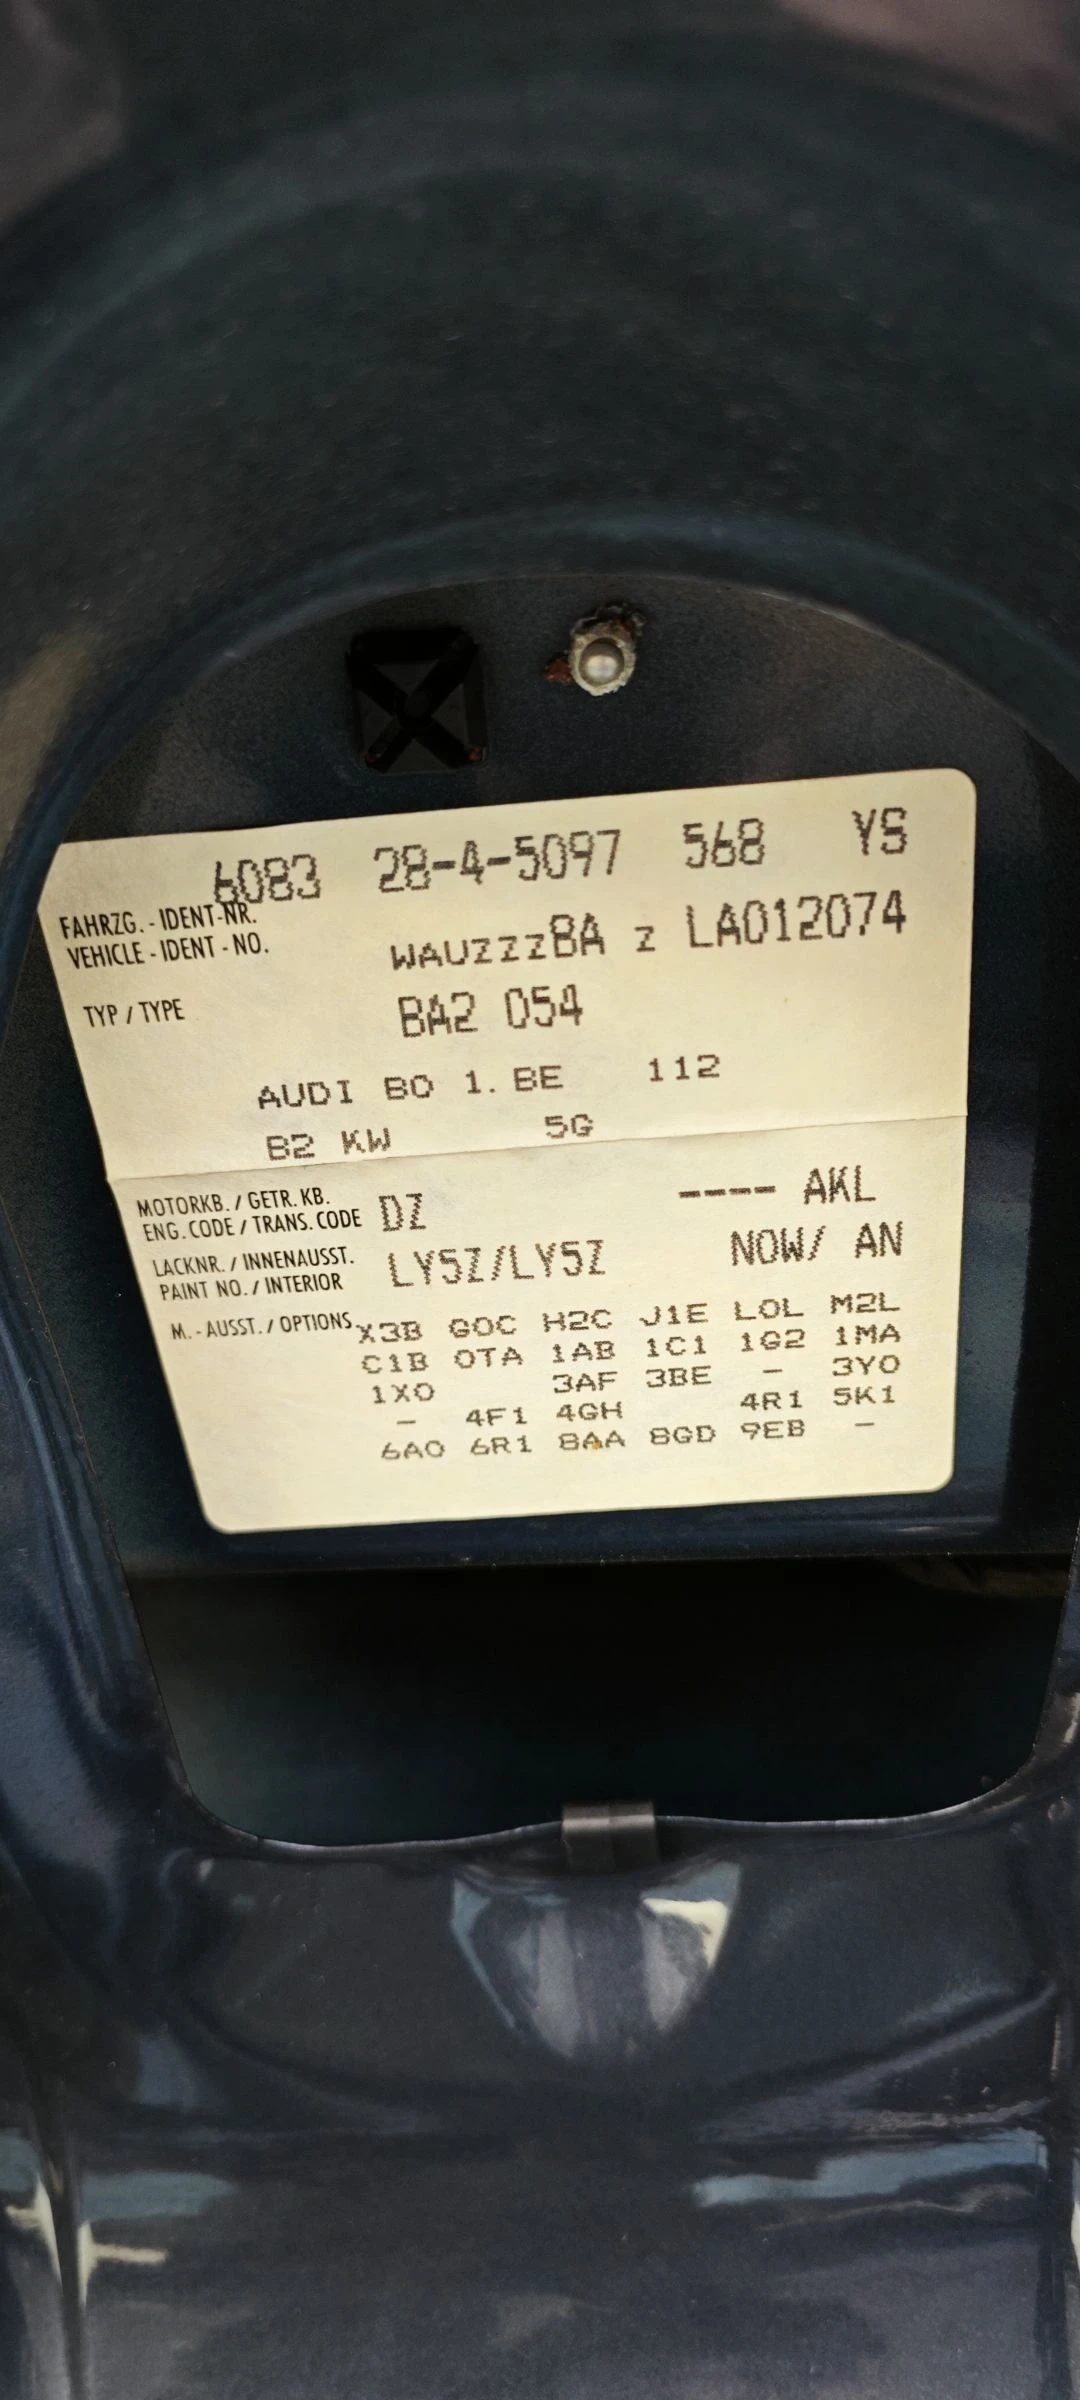 6083 28-4-5097 568 YS
FAHRZG. - IDENT-NR.
VEHICLE - IDENT - NO. WAUZZZ8A Z LA012074
TYP / TYPE 8A2 054
AUDI 80 1.8E 112
82 KW 5G
MOTORKB. / GETR. KB.
ENG. CODE / TRANS. CODE DZ ---- AKL
LACKNR. / INNENAUSST.
PAINT NO. / INTERIOR LY5Z/LY5Z NOW/ AN
M. - AUSST. / OPTIONS X3B G0C H2C J1E L0L M2L
C1B 0TA 1AB 1C1 1G2 1MA
1X0 3AF 3BE - 3Y0
- 4F1 4GH 4R1 5K1
6A0 6R1 8AA 8GD 9EB -